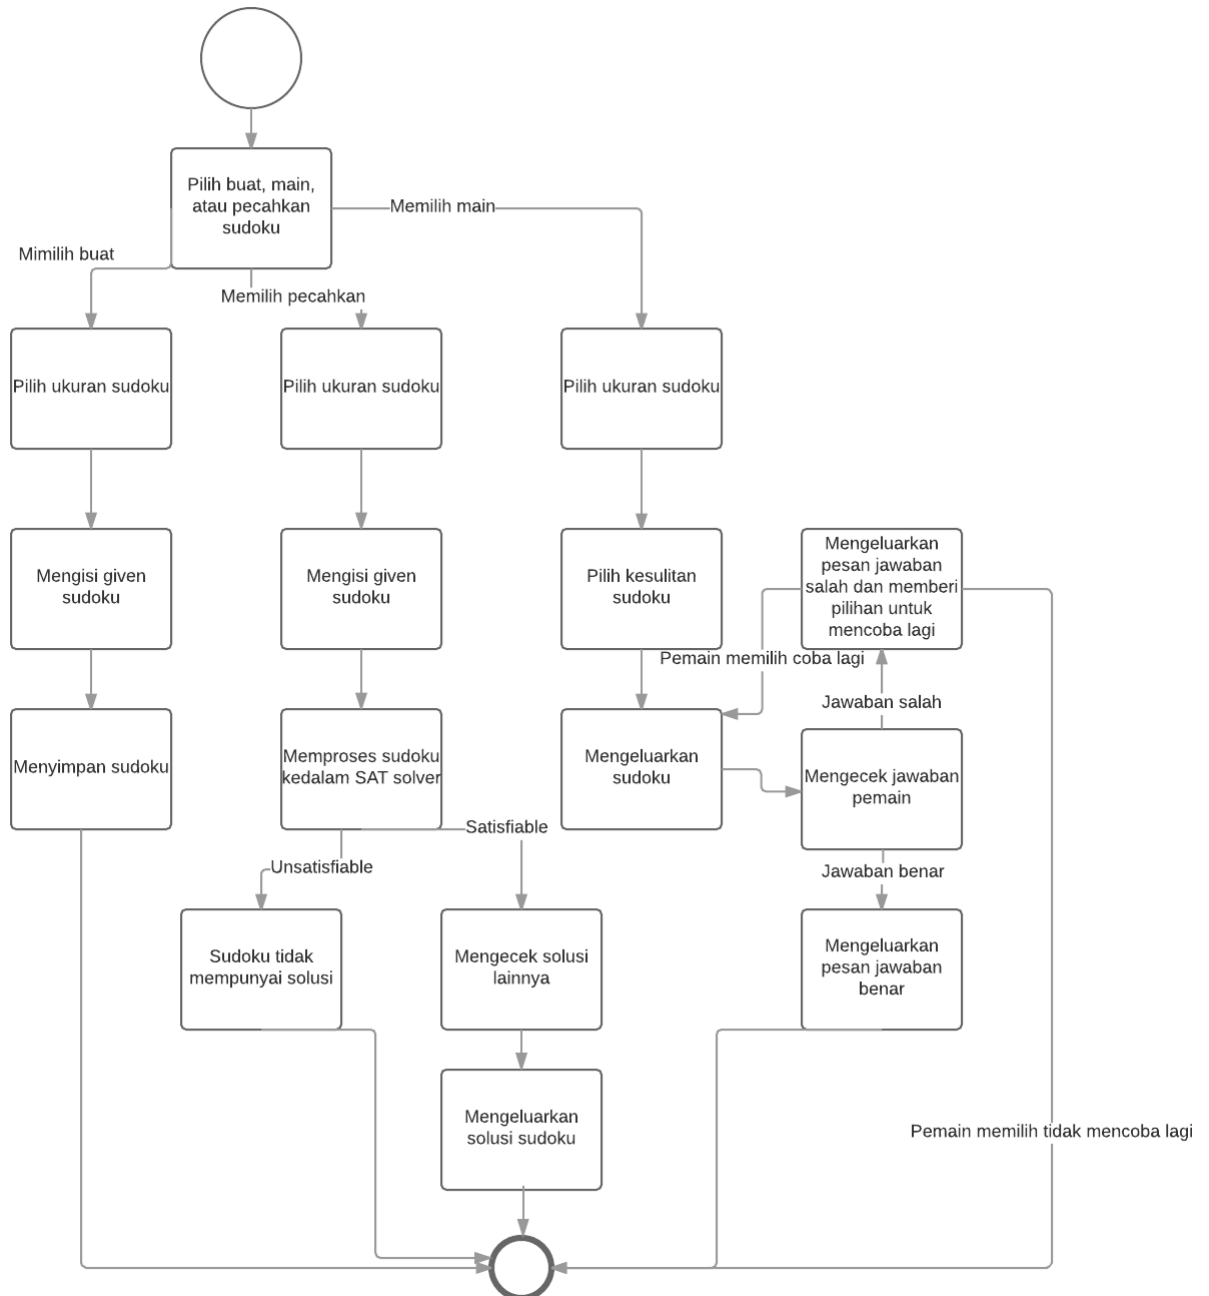 Pilih buat, main,
atau pecahkan
sudoku
Memilih main
Mimilih buat
Memilih pecahkan
Pilih ukuran sudoku
Pilih ukuran sudoku
Pilih ukuran sudoku
Mengisi given
sudoku
Mengisi given
sudoku
Pilih kesulitan
sudoku
Mengeluarkan
pesan jawaban
salah dan memberi
pilihan untuk
mencoba lagi
Pemain memilih coba lagi
Jawaban salah
Menyimpan sudoku
Memproses sudoku
kedalam SAT solver
Mengeluarkan
sudoku
Mengecek jawaban
pemain
Satisfiable
Unsatisfiable
Jawaban benar
Sudoku tidak
mempunyai solusi
Mengecek solusi
lainnya
Mengeluarkan
pesan jawaban
benar
Mengeluarkan
solusi sudoku
Pemain memilih tidak mencoba lagi